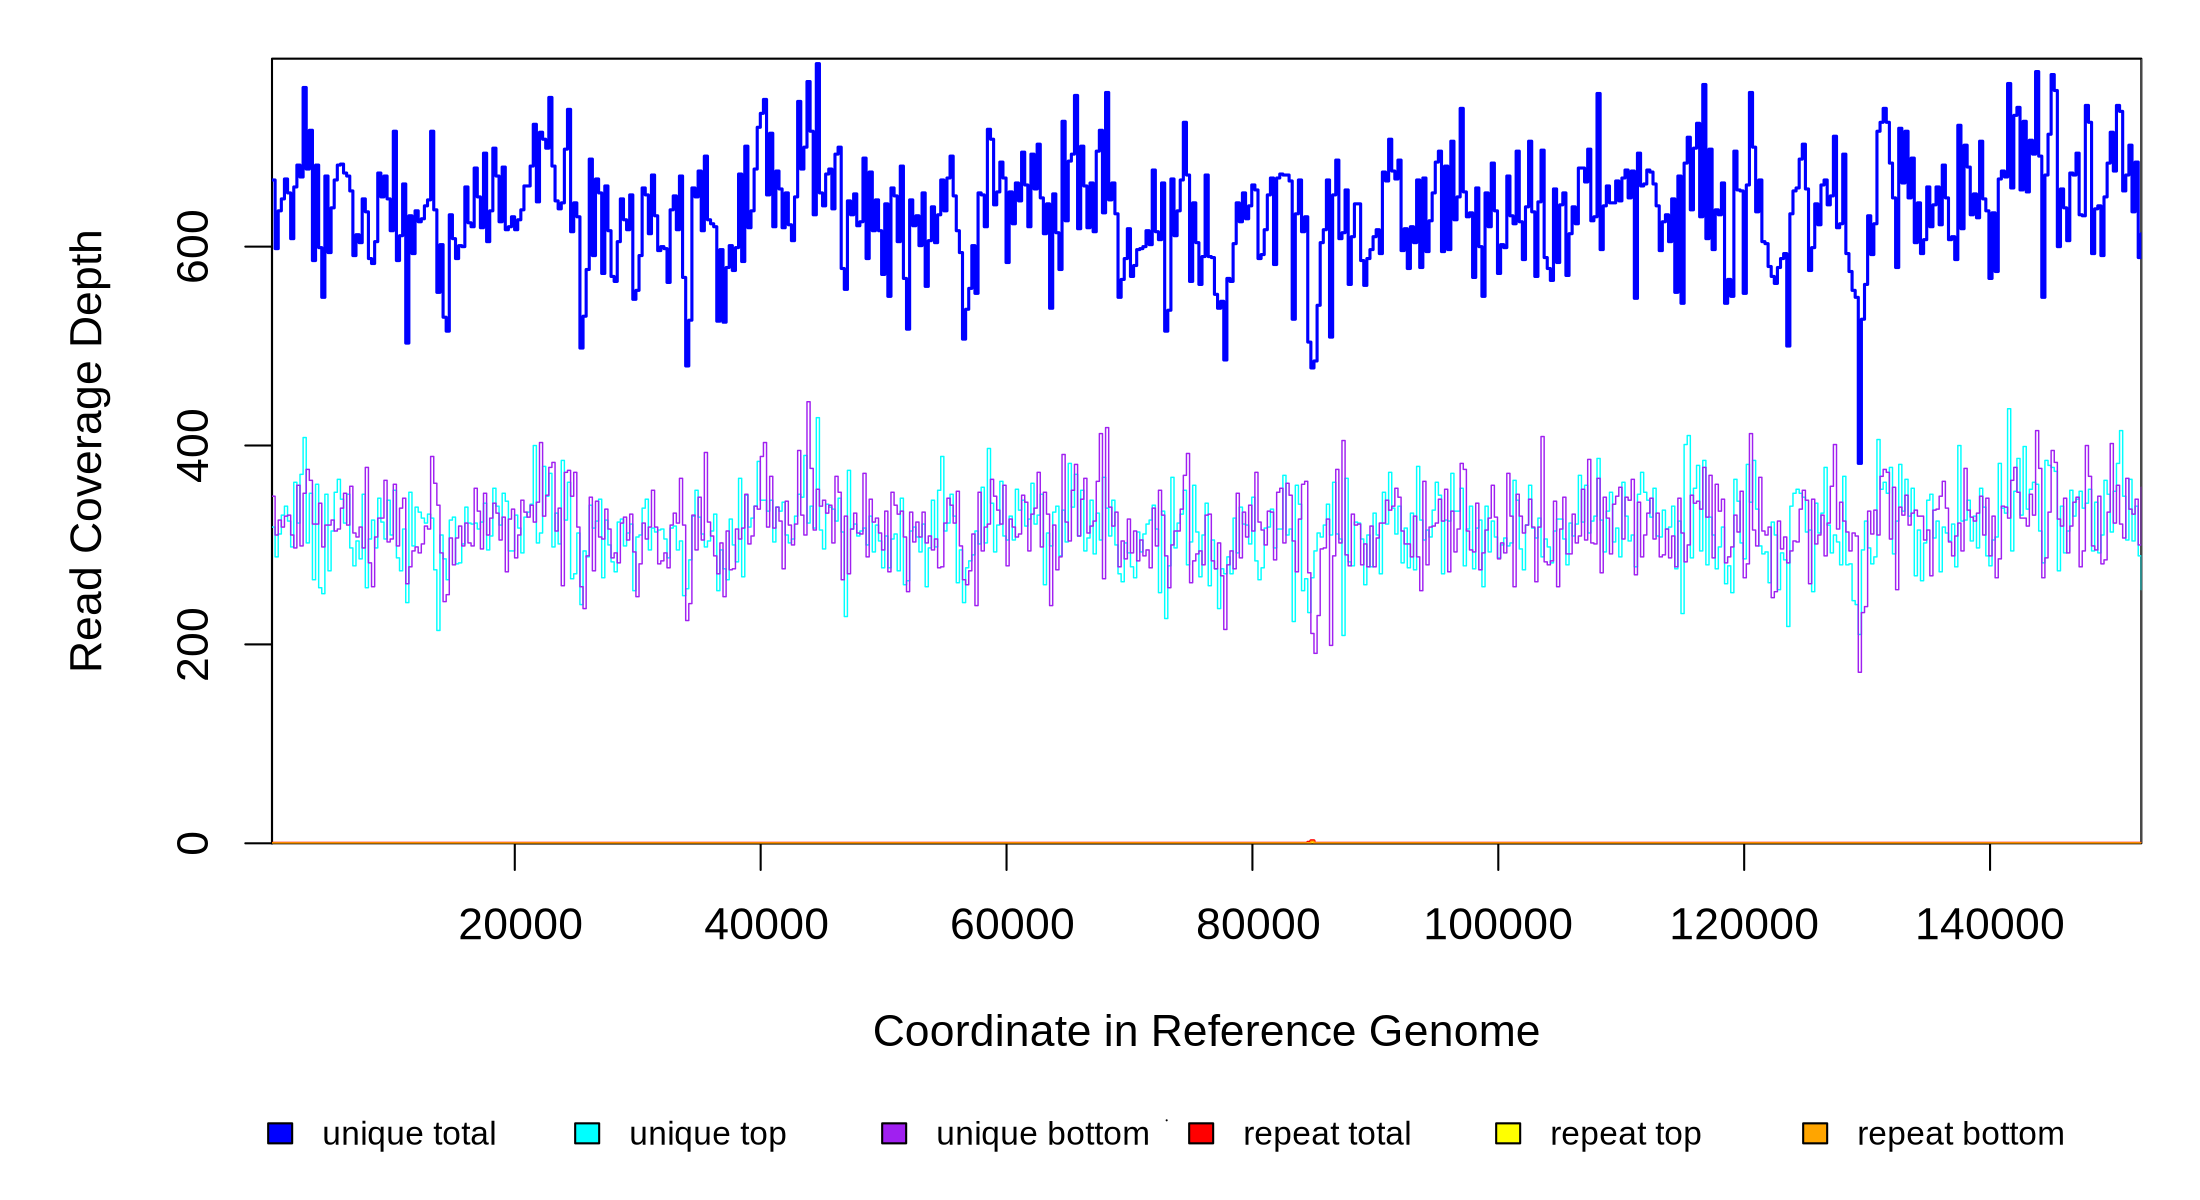 Read Coverage Depth
600
400
200
0
20000 40000 60000 80000 100000 120000 140000
Coordinate in Reference Genome
unique total unique top unique bottom repeat total repeat top repeat bottom